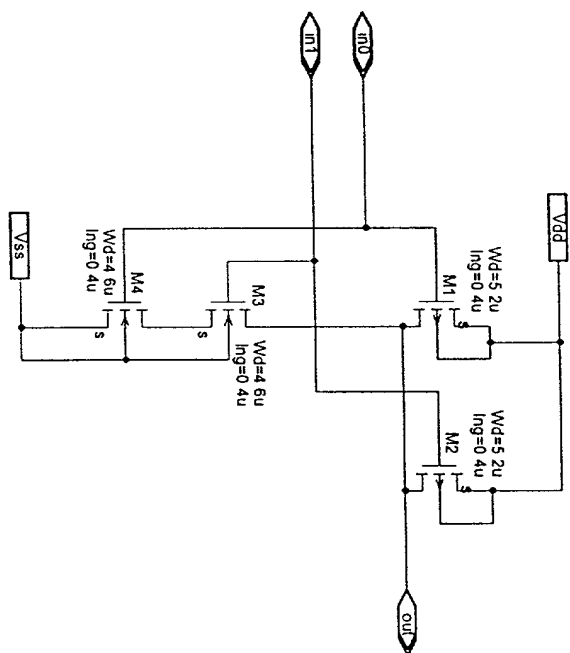 in1
in0
Vdd
Vss
out
M1
Wd=5 2u
lng=0 4u
s
M2
Wd=5 2u
lng=0 4u
s
M3
Wd=4 6u
lng=0 4u
s
M4
Wd=4 6u
lng=0 4u
s